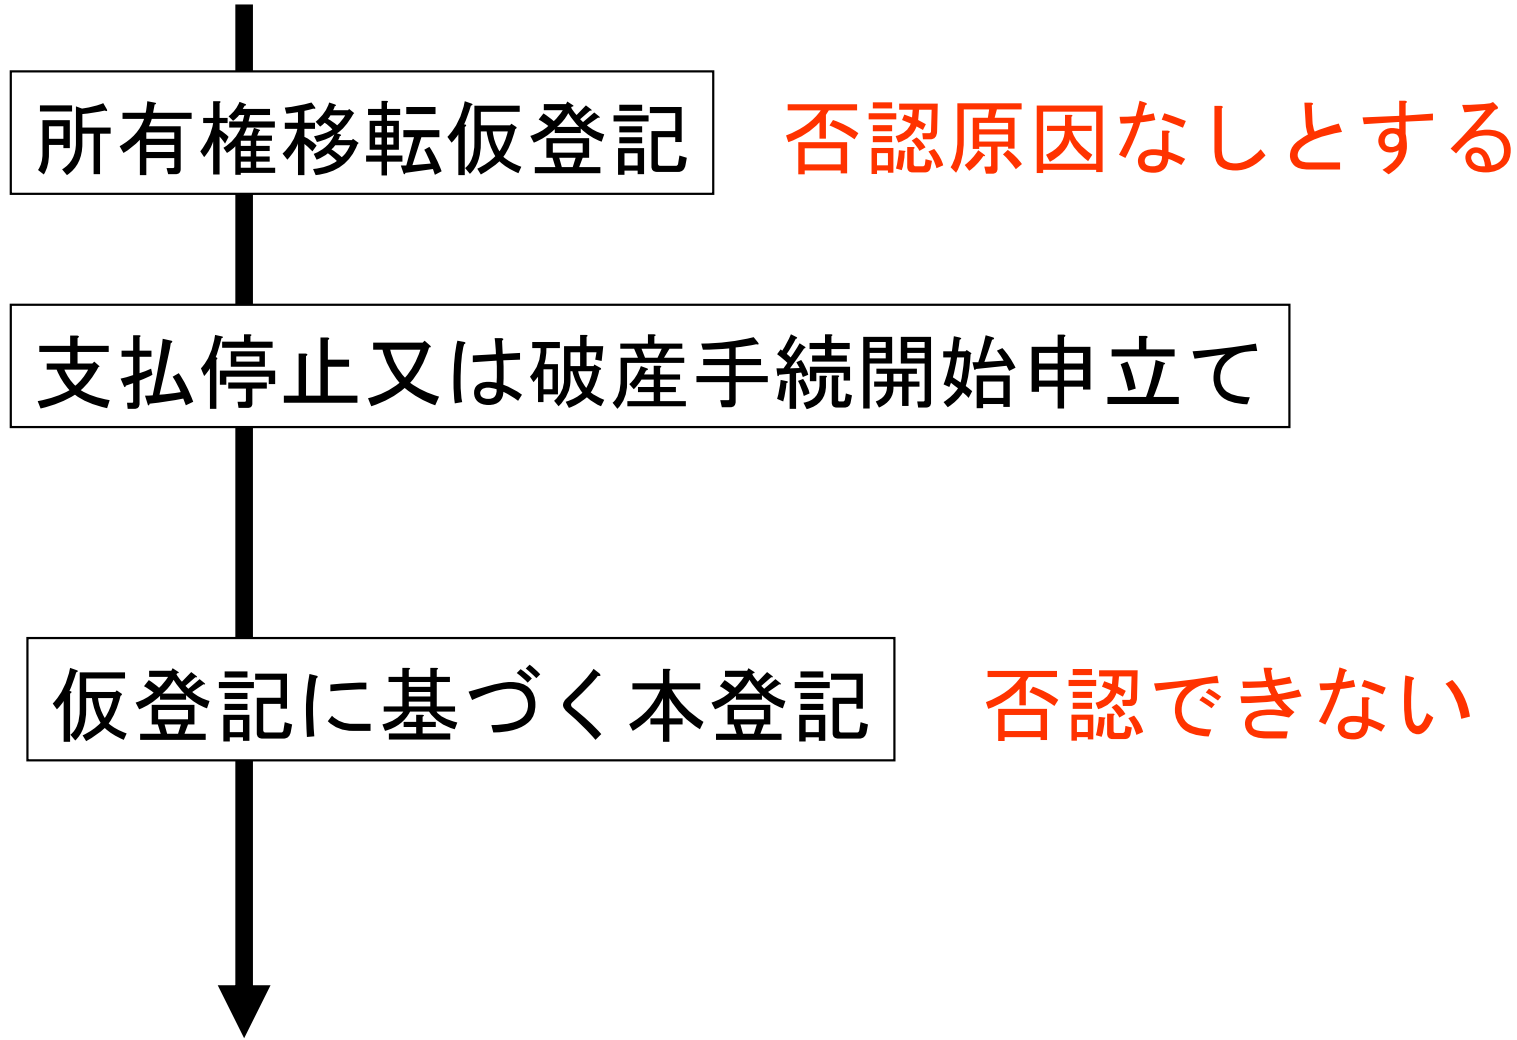 所有権移転仮登記
否認原因なしとする
支払停止又は破産手続開始申立て
仮登記に基づく本登記
否認できない